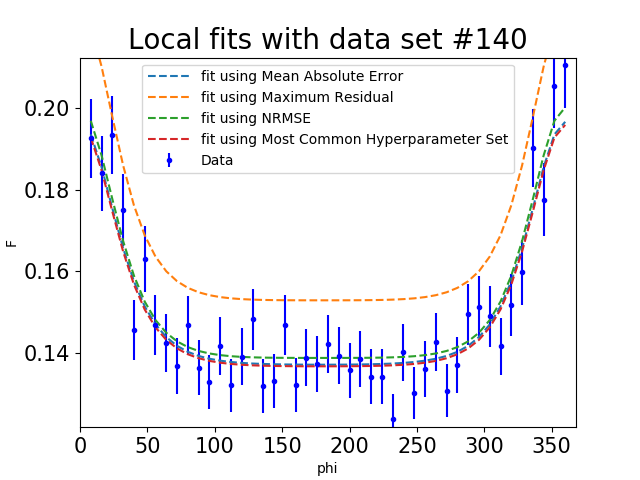 Local fits with data set #140
fit using Mean Absolute Error
fit using Maximum Residual
fit using NRMSE
fit using Most Common Hyperparameter Set
Data
F
0.20
0.18
0.16
0.14
0 50 100 150 200 250 300 350
phi